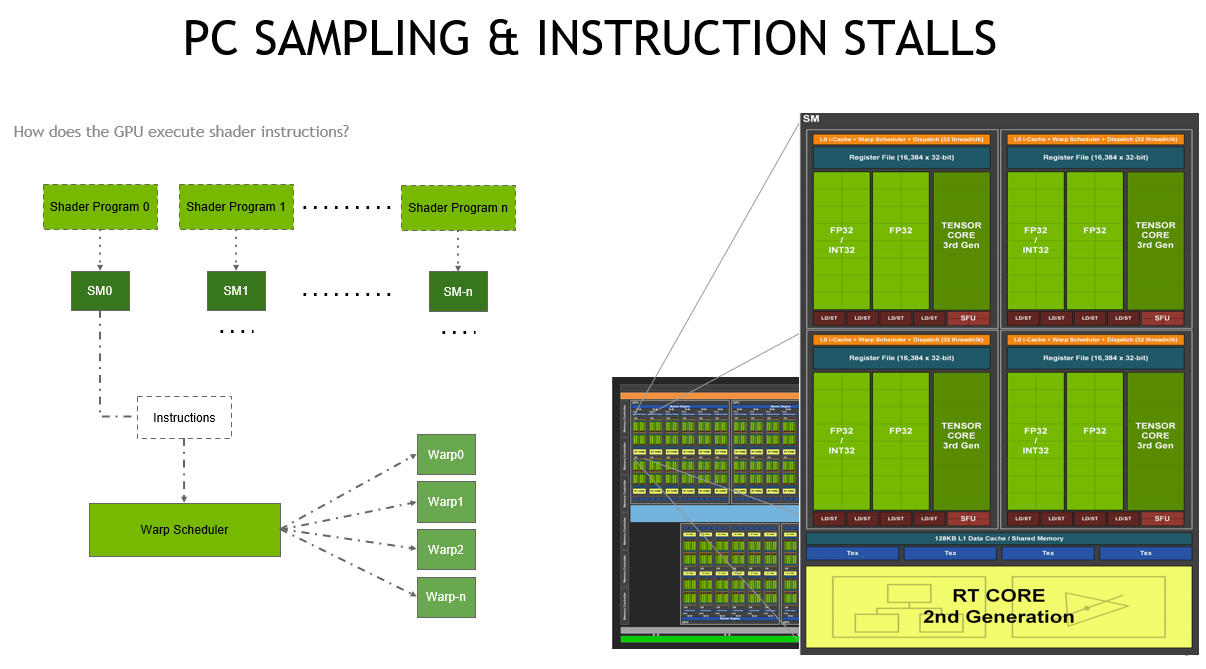 PC SAMPLING & INSTRUCTION STALLS
How does the GPU execute shader instructions?
Shader Program 0
Shader Program 1
Shader Program n
SM0
SM1
SM-n
Instructions
Warp Scheduler
Warp0
Warp1
Warp2
Warp-n
SM
L0 i-Cache + Warp Scheduler + Dispatch (32 thread/clk)
Register File (16,384 x 32-bit)
FP32
/
INT32
FP32
TENSOR
CORE
3rd Gen
LD/ST LD/ST LD/ST LD/ST SFU
L0 i-Cache + Warp Scheduler + Dispatch (32 thread/clk)
Register File (16,384 x 32-bit)
FP32
/
INT32
FP32
TENSOR
CORE
3rd Gen
LD/ST LD/ST LD/ST LD/ST SFU
L0 i-Cache + Warp Scheduler + Dispatch (32 thread/clk)
Register File (16,384 x 32-bit)
FP32
/
INT32
FP32
TENSOR
CORE
3rd Gen
LD/ST LD/ST LD/ST LD/ST SFU
L0 i-Cache + Warp Scheduler + Dispatch (32 thread/clk)
Register File (16,384 x 32-bit)
FP32
/
INT32
FP32
TENSOR
CORE
3rd Gen
LD/ST LD/ST LD/ST LD/ST SFU
128KB L1 Data Cache / Shared Memory
Tex Tex Tex Tex
RT CORE
2nd Generation